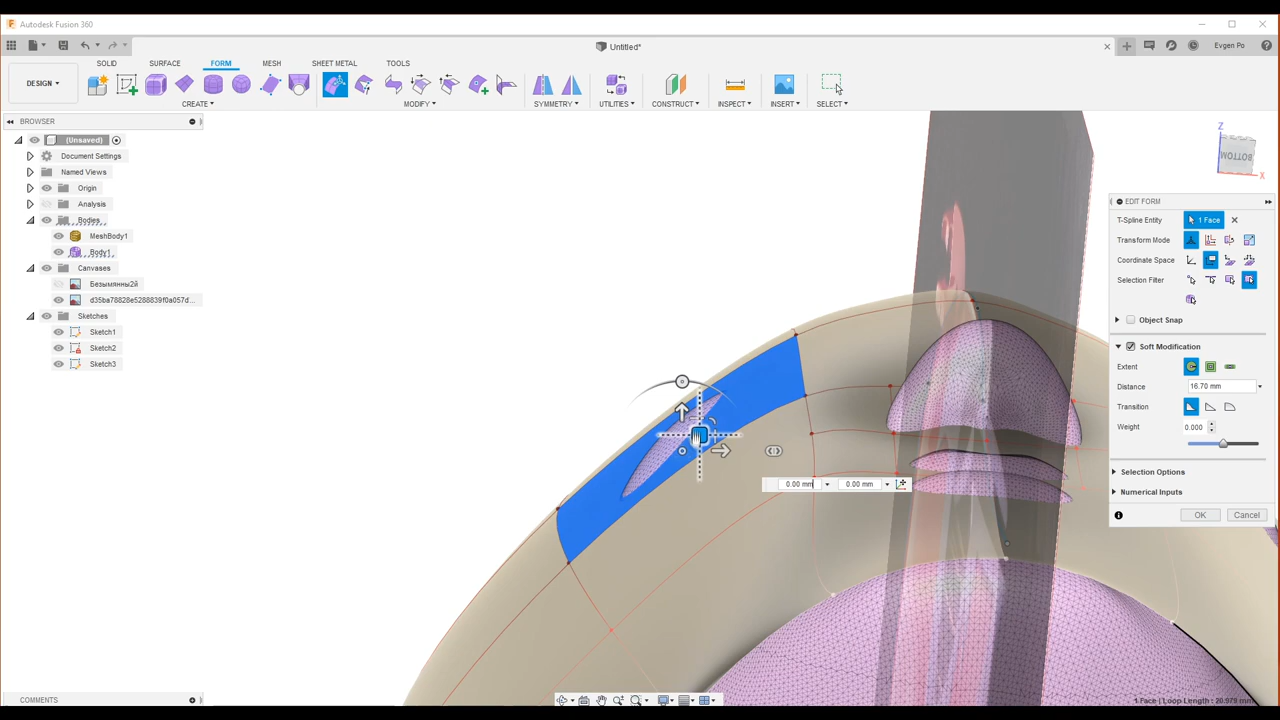 Autodesk Fusion 360
Untitled*
Evgen Po
DESIGN
SOLID
SURFACE
FORM
MESH
SHEET METAL
TOOLS
CREATE
MODIFY
SYMMETRY
UTILITIES
CONSTRUCT
INSPECT
INSERT
SELECT
BROWSER
(Unsaved)
Document Settings
Named Views
Origin
Analysis
Bodies
MeshBody1
Body1
Canvases
Безымянны2й
d35ba78828e5288839f0a057d...
Sketches
Sketch1
Sketch2
Sketch3
Z
BOTTOM
X
EDIT FORM
T-Spline Entity
1 Face
Transform Mode
Coordinate Space
Selection Filter
Object Snap
Soft Modification
Extent
Distance
16.70 mm
Transition
Weight
0.000
Selection Options
Numerical Inputs
OK
Cancel
0.00 mm
0.00 mm
COMMENTS
1 Face | Loop Length : 20.979 mm